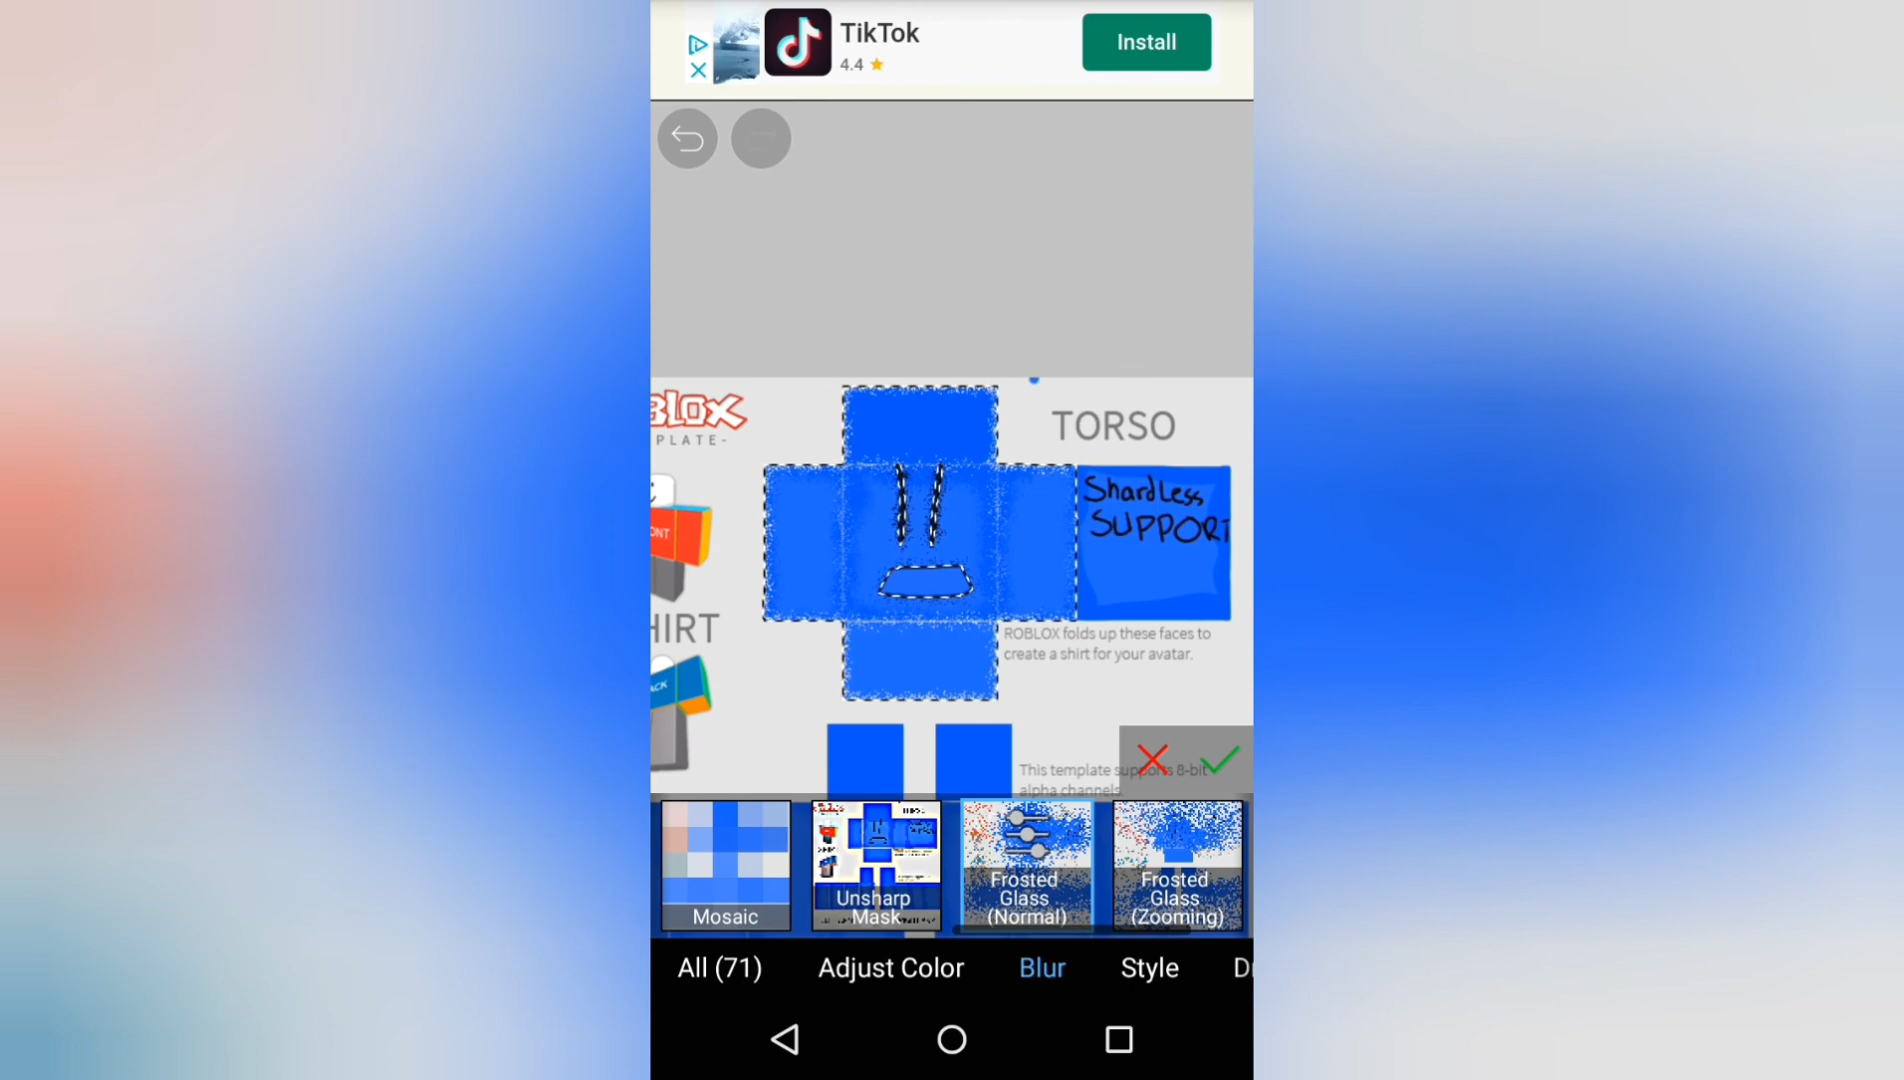 TikTok
4.4
Install
BLOX
PLATE-
TORSO
ShardLess
SUPPORT
ONT
HIRT
ACK
ROBLOX folds up these faces to
create a shirt for your avatar.
This template supports 8-bit
alpha channels.
Mosaic
Unsharp
Mask
Frosted
Glass
(Normal)
Frosted
Glass
(Zooming)
All (71)
Adjust Color
Blur
Style